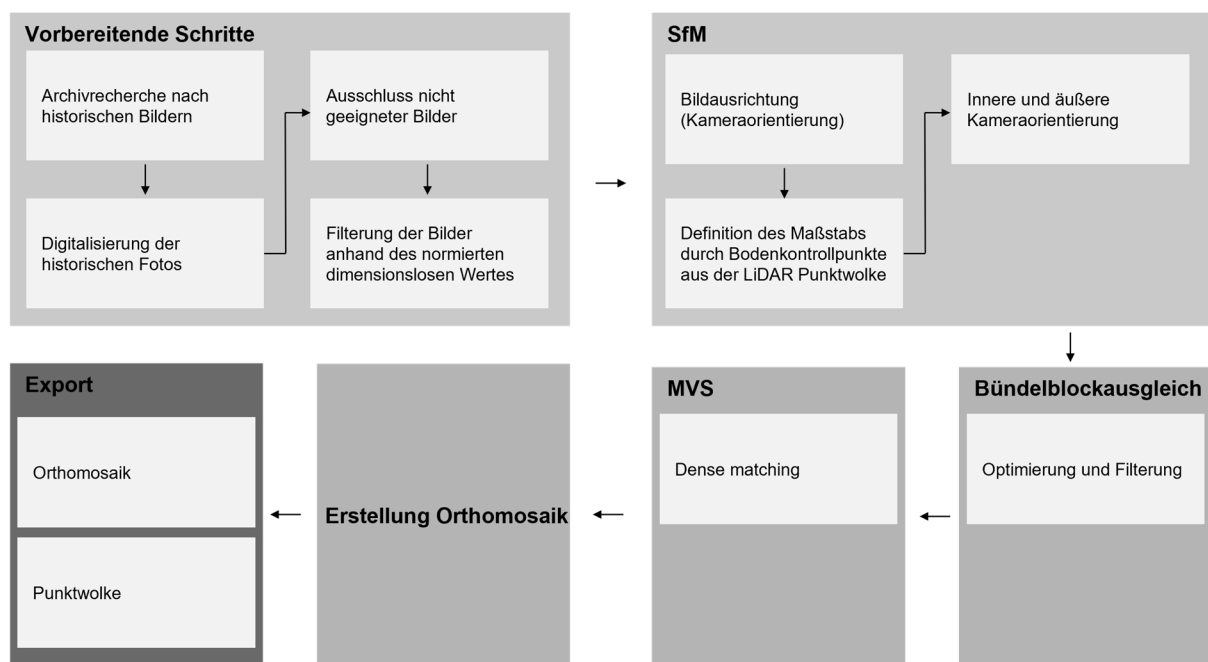 Vorbereitende Schritte
Archivrecherche nach
historischen Bildern
Digitalisierung der
historischen Fotos
Ausschluss nicht
geeigneter Bilder
Filterung der Bilder
anhand des normierten
dimensionslosen Wertes
SfM
Bildausrichtung
(Kameraorientierung)
Definition des Maßstabs
durch Bodenkontrollpunkte
aus der LiDAR Punktwolke
Innere und äußere
Kameraorientierung
Bündelblockausgleich
Optimierung und Filterung
MVS
Dense matching
Erstellung Orthomosaik
Export
Orthomosaik
Punktwolke